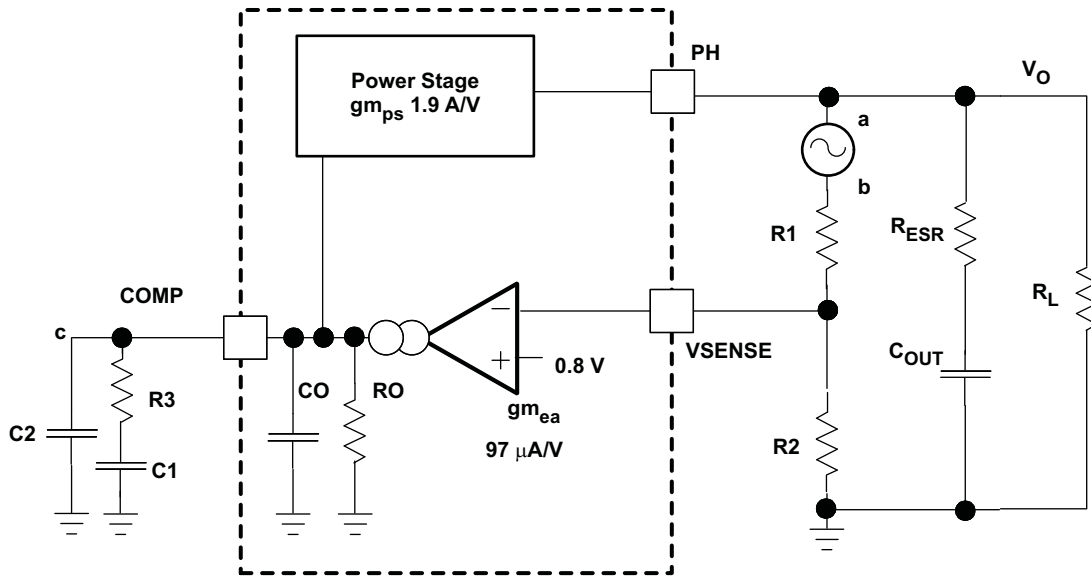 Power Stage
gm_ps 1.9 A/V
PH
V_O
a
b
R1
R_ESR
R_L
COMP
c
VSENSE
−
+
0.8 V
C_OUT
R3
CO
RO
gm_ea
97 μA/V
C2
C1
R2